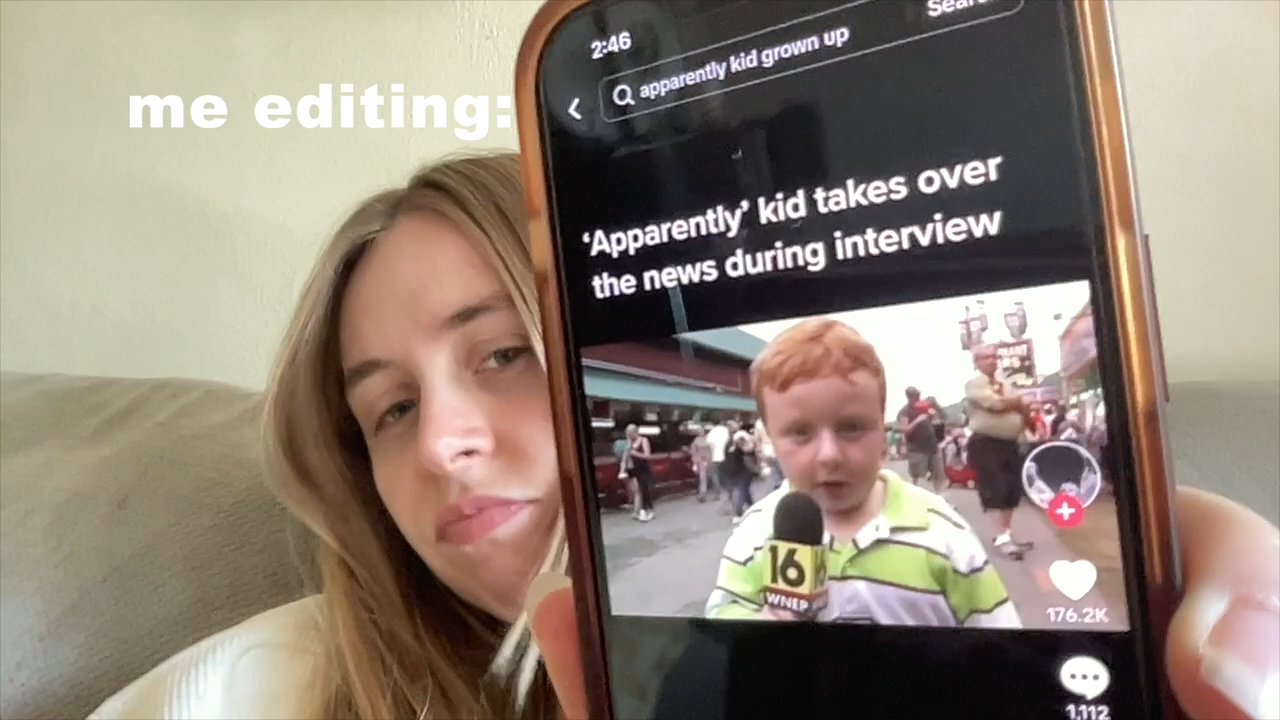 me editing:
2:46
Search
apparently kid grown up
‘Apparently’ kid takes over
the news during interview
16
WNEP
176.2K
1,112